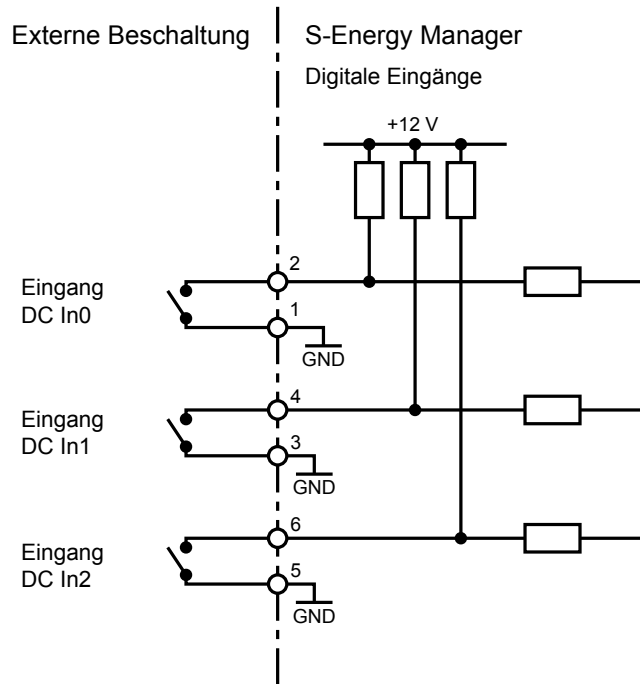 Externe Beschaltung
S-Energy Manager
Digitale Eingänge
+12 V
2
Eingang
DC In0
1
GND
4
Eingang
DC In1
3
GND
6
Eingang
DC In2
5
GND